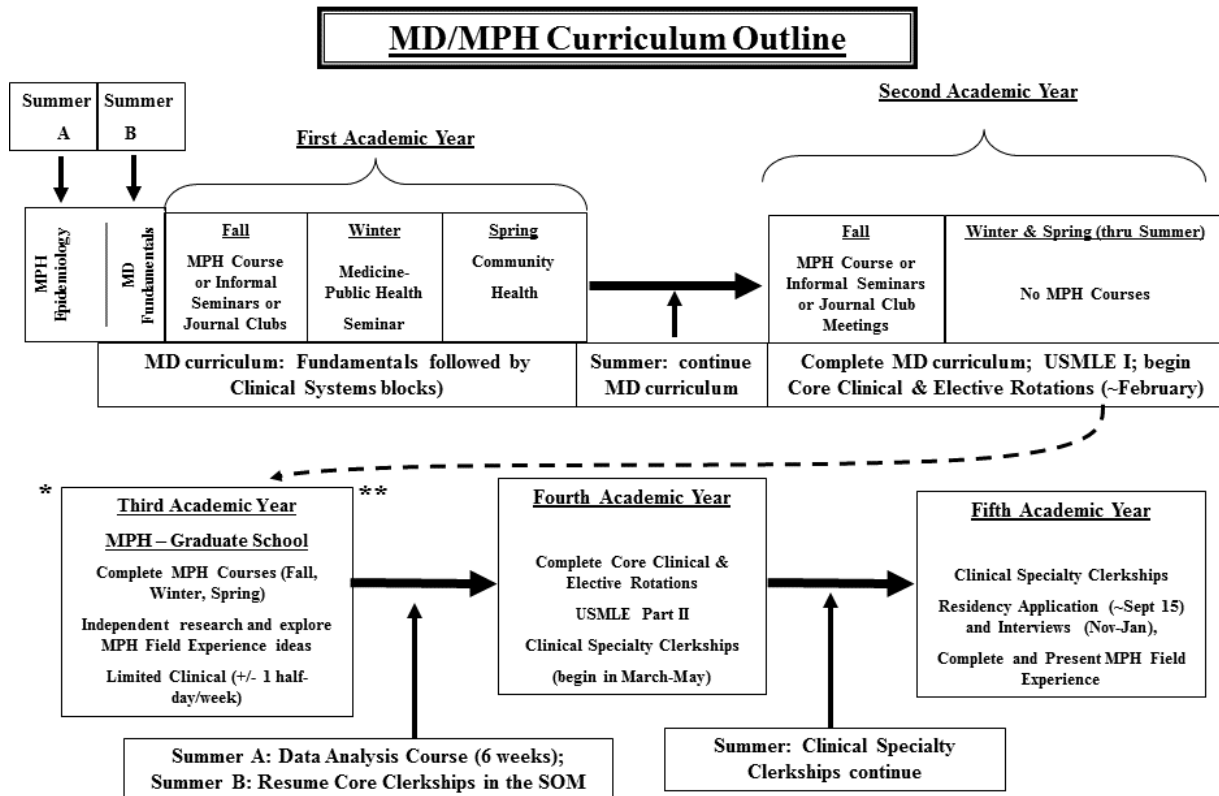 MD/MPH Curriculum Outline
Summer
A
Summer
B
First Academic Year
Second Academic Year
MPH
Epidemiology
MD
Fundamentals
Fall
MPH Course
or Informal
Seminars or
Journal Clubs
Winter
Medicine-
Public Health
Seminar
Spring
Community
Health
Fall
MPH Course or
Informal Seminars
or Journal Club
Meetings
Winter & Spring (thru Summer)
No MPH Courses
MD curriculum: Fundamentals followed by
Clinical Systems blocks)
Summer: continue
MD curriculum
Complete MD curriculum; USMLE I; begin
Core Clinical & Elective Rotations (~February)
*
**
Third Academic Year
MPH – Graduate School
Complete MPH Courses (Fall,
Winter, Spring)
Independent research and explore
MPH Field Experience ideas
Limited Clinical (+/- 1 half-
day/week)
Fourth Academic Year
Complete Core Clinical &
Elective Rotations
USMLE Part II
Clinical Specialty Clerkships
(begin in March-May)
Fifth Academic Year
Clinical Specialty Clerkships
Residency Application (~Sept 15)
and Interviews (Nov-Jan),
Complete and Present MPH Field
Experience
Summer A: Data Analysis Course (6 weeks);
Summer B: Resume Core Clerkships in the SOM
Summer: Clinical Specialty
Clerkships continue